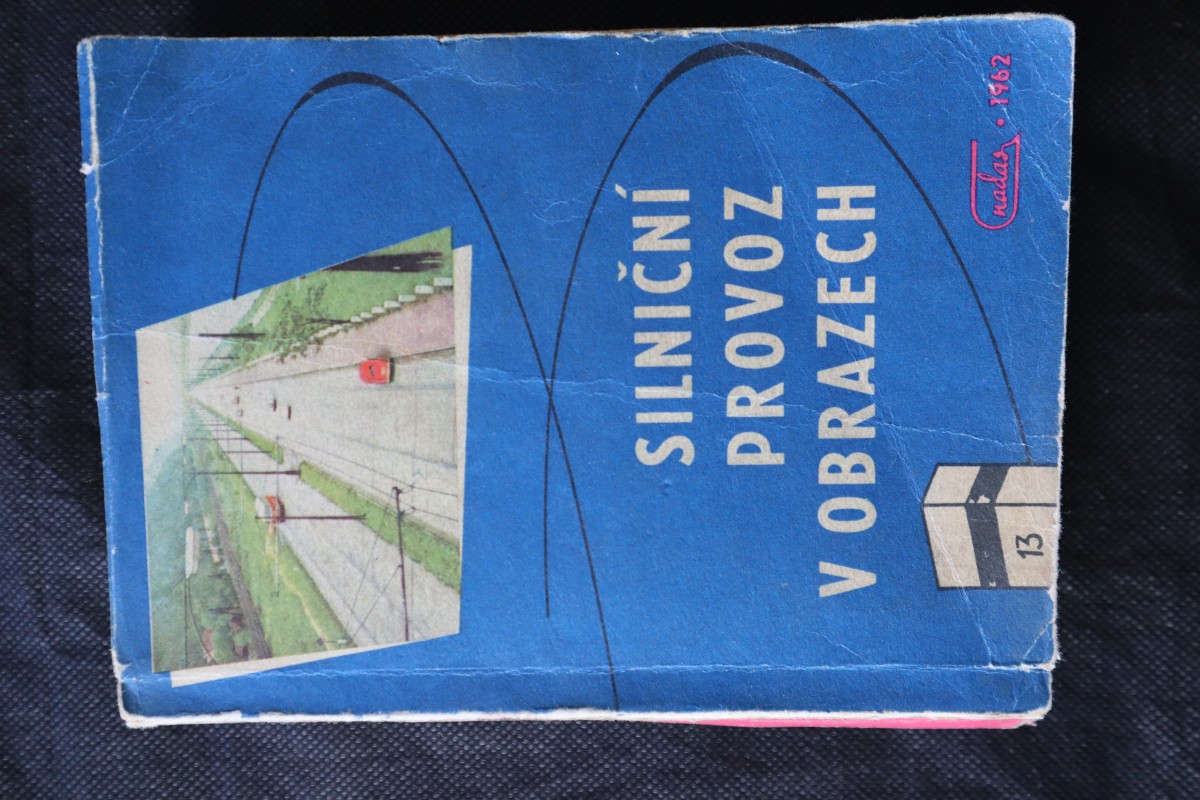 SILNIČNÍ
PROVOZ
V OBRAZECH
13
nadas · 1962